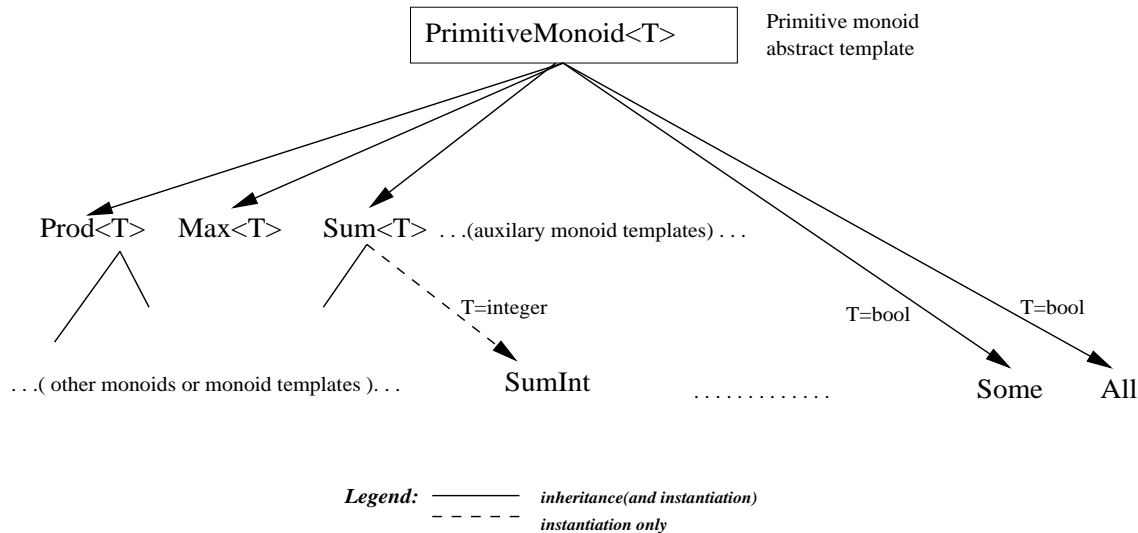 PrimitiveMonoid<T>
Primitive monoid
abstract template
Prod<T>
Max<T>
Sum<T>
. . .(auxilary monoid templates) . . .
T=integer
T=bool
T=bool
. . .( other monoids or monoid templates ). . .
SumInt
. . . . . . . . . . . . .
Some
All
Legend:
inheritance(and instantiation)
instantiation only